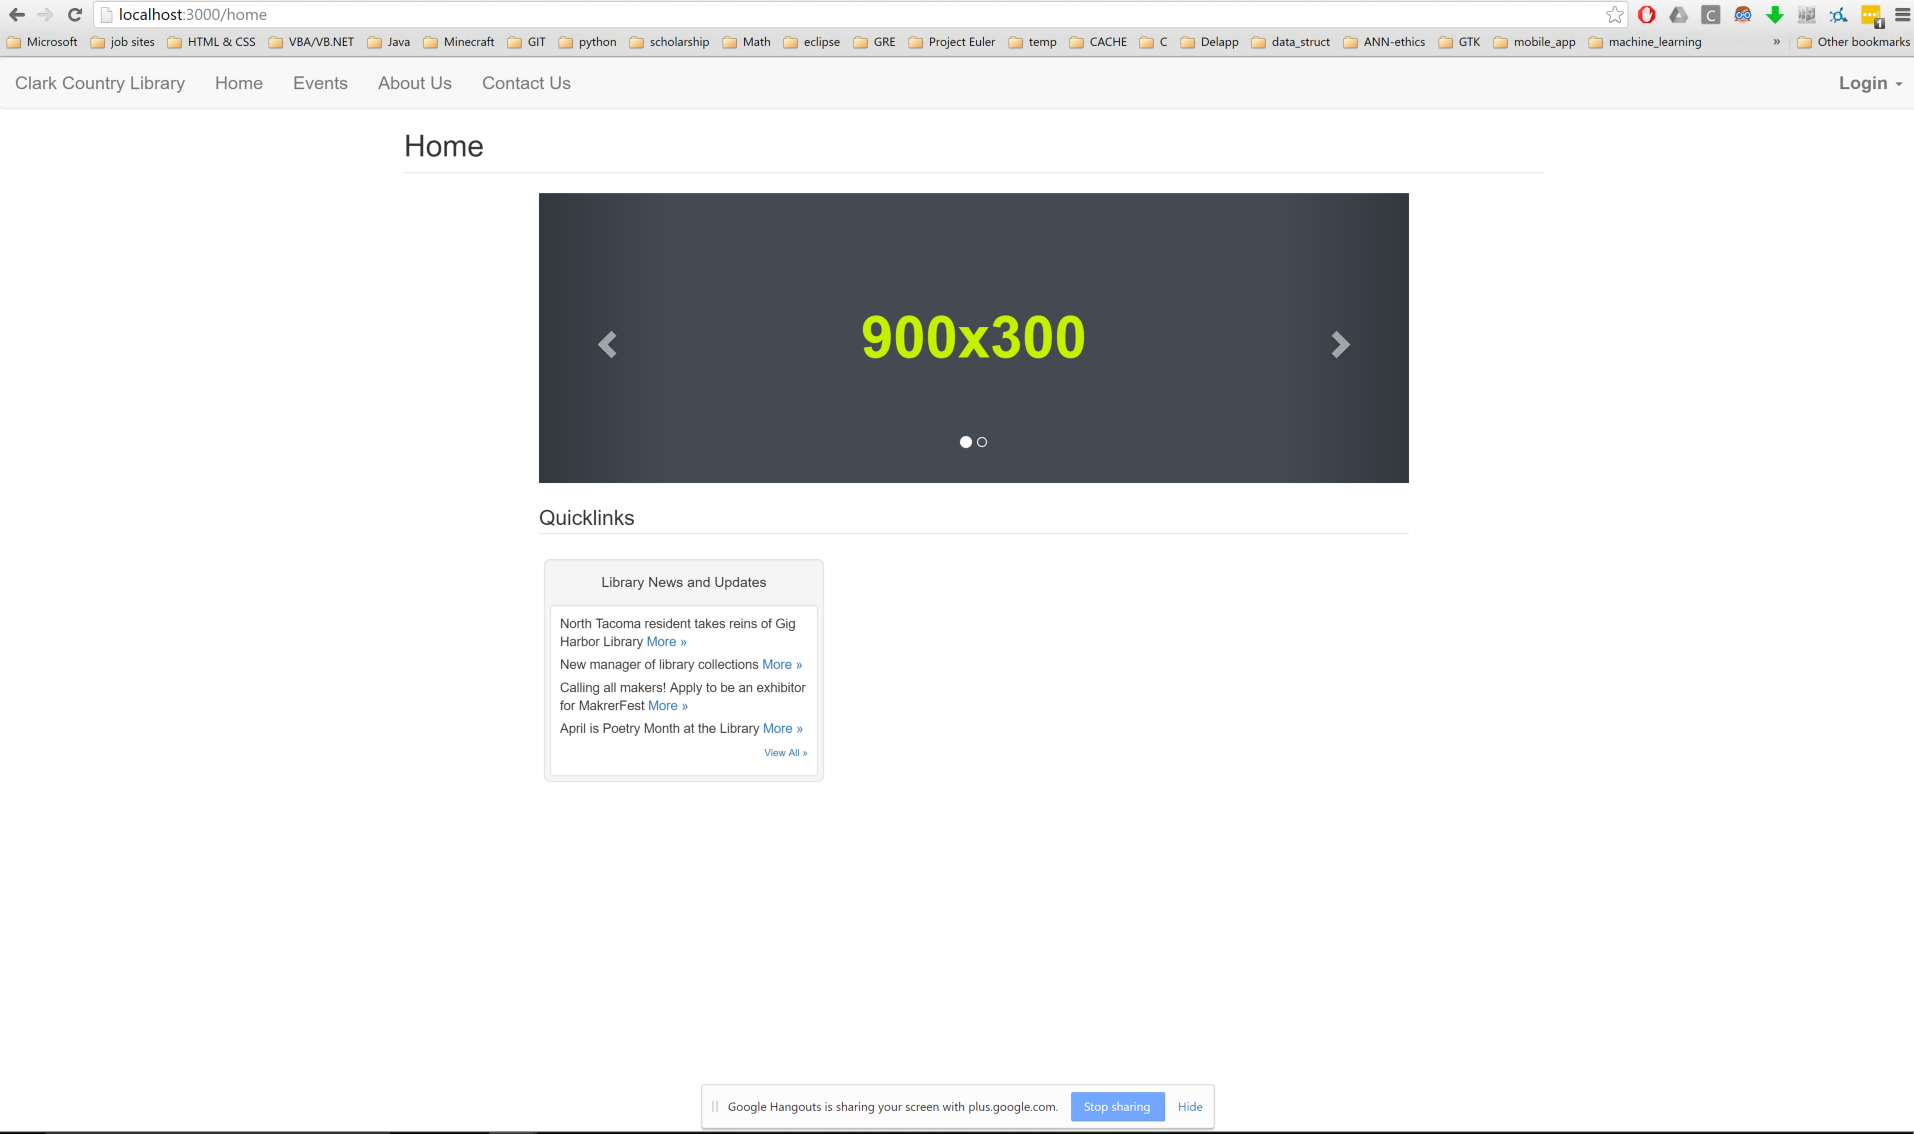 localhost:3000/home
Microsoft job sites HTML & CSS VBA/VB.NET Java Minecraft GIT python scholarship Math eclipse GRE Project Euler temp CACHE C Delapp data_struct ANN-ethics GTK mobile_app machine_learning » Other bookmarks
Clark Country Library Home Events About Us Contact Us Login
Home
900x300
Quicklinks
Library News and Updates
North Tacoma resident takes reins of Gig
Harbor Library More »
New manager of library collections More »
Calling all makers! Apply to be an exhibitor
for MakrerFest More »
April is Poetry Month at the Library More »
View All »
Google Hangouts is sharing your screen with plus.google.com. Stop sharing Hide